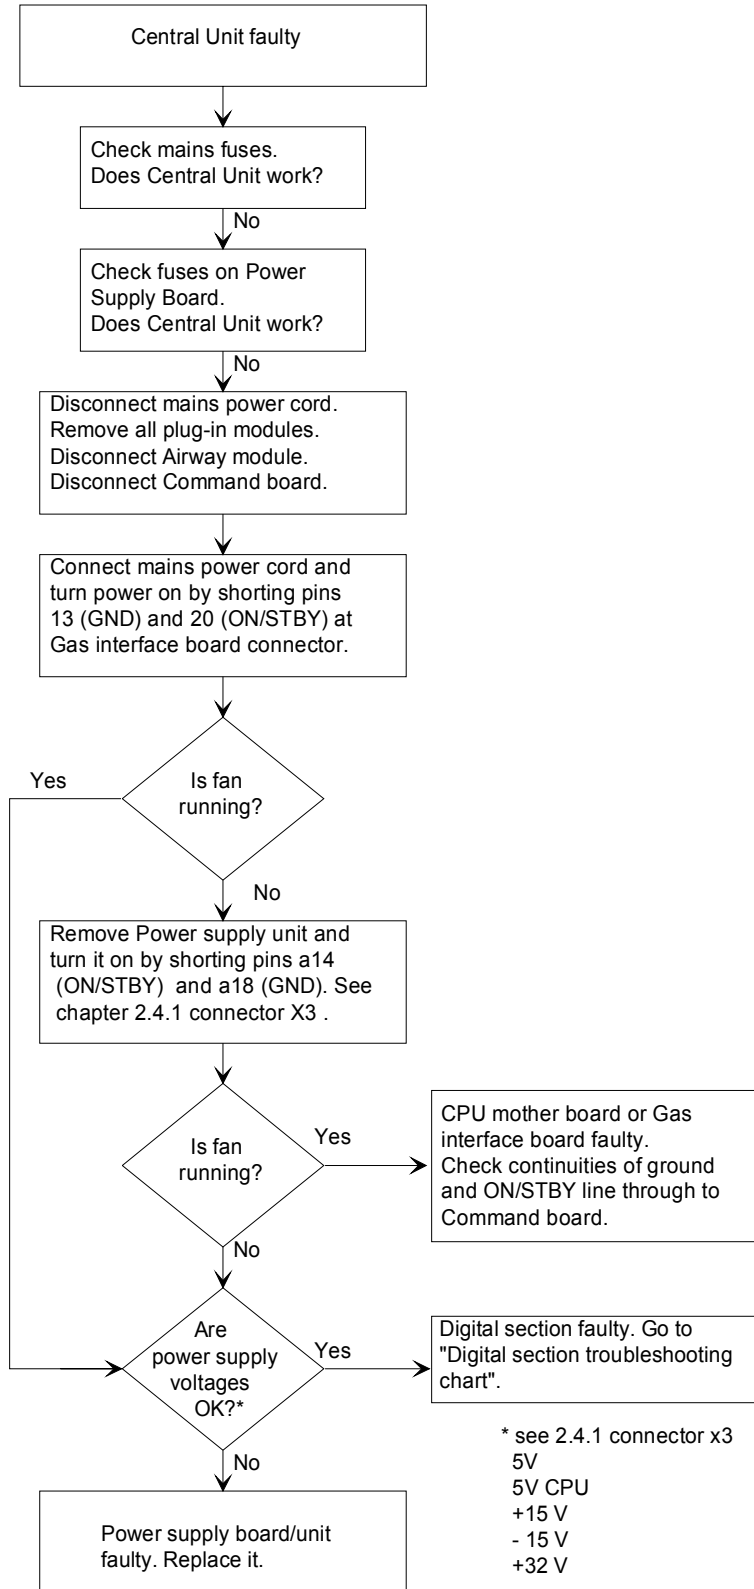 Central Unit faulty
Check mains fuses.
Does Central Unit work?
No
Check fuses on Power
Supply Board.
Does Central Unit work?
No
Disconnect mains power cord.
Remove all plug-in modules.
Disconnect Airway module.
Disconnect Command board.
Connect mains power cord and
turn power on by shorting pins
13 (GND) and 20 (ON/STBY) at
Gas interface board connector.
Yes
Is fan
running?
No
Remove Power supply unit and
turn it on by shorting pins a14
(ON/STBY) and a18 (GND). See
chapter 2.4.1 connector X3 .
Is fan
running?
Yes
CPU mother board or Gas
interface board faulty.
Check continuities of ground
and ON/STBY line through to
Command board.
No
Are
power supply
voltages
OK?*
Yes
Digital section faulty. Go to
"Digital section troubleshooting
chart".
No
Power supply board/unit
faulty. Replace it.
* see 2.4.1 connector x3
5V
5V CPU
+15 V
- 15 V
+32 V